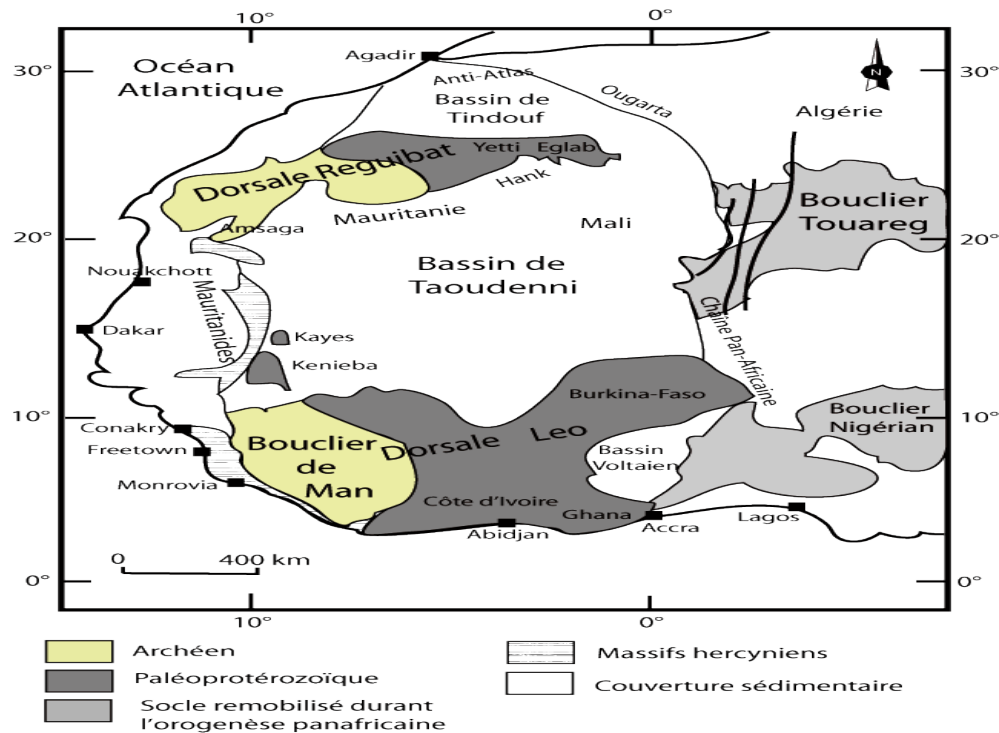 10°
0°
Agadir
30°
30°
Océan
Atlantique
N
Anti-Atlas
Bassin de
Tindouf
Ougarta
Algérie
Dorsale Reguibat
Yetti
Eglab
Hank
Bouclier
Touareg
Mauritanie
Amsaga
Mali
20°
20°
Nouakchott
Bassin de
Taoudenni
Mauritanides
Dakar
Kayes
Kenieba
Chaine Pan-Africaine
Burkina-Faso
10°
10°
Conakry
Freetown
Monrovia
Bouclier
de
Man
Dorsale Leo
Bassin
Voltaien
Bouclier
Nigérian
Côte d'Ivoire
Ghana
Abidjan
Accra
Lagos
0
400 km
0°
0°
10°
0°
Archéen
Paléoprotérozoïque
Socle remobilisé durant
l'orogenèse panafricaine
Massifs hercyniens
Couverture sédimentaire